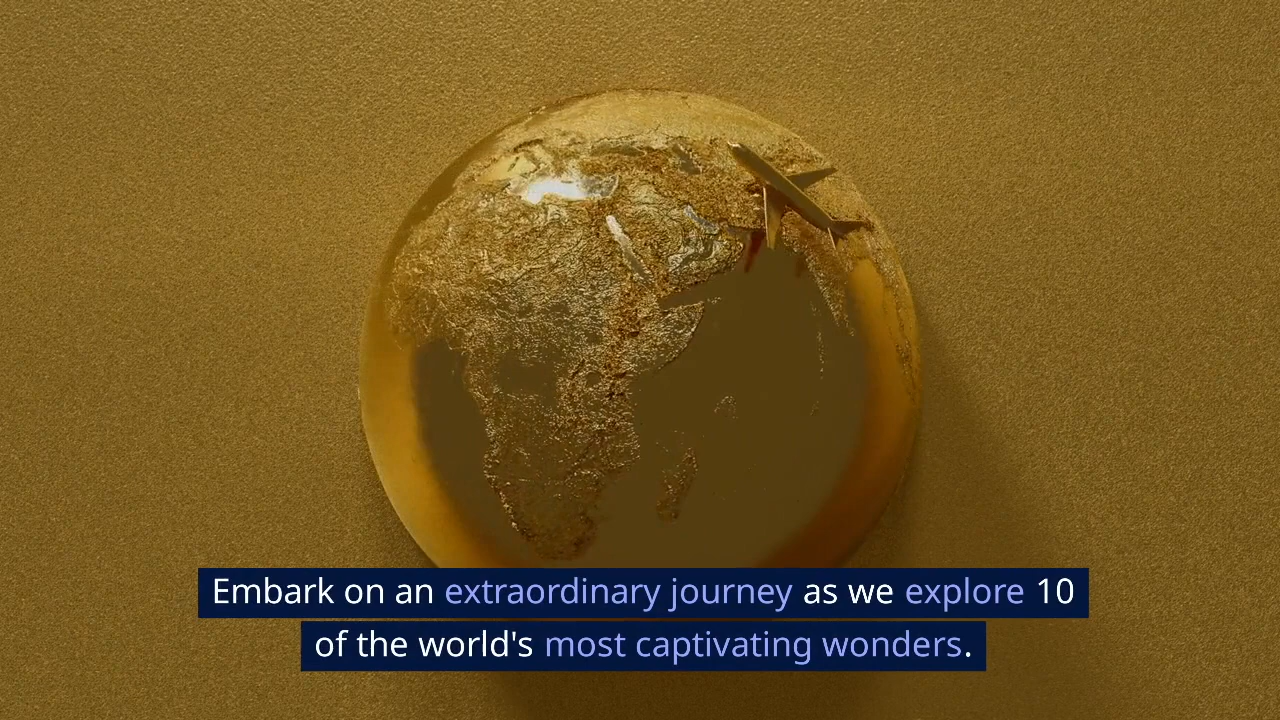 Embark on an extraordinary journey as we explore 10
of the world's most captivating wonders.